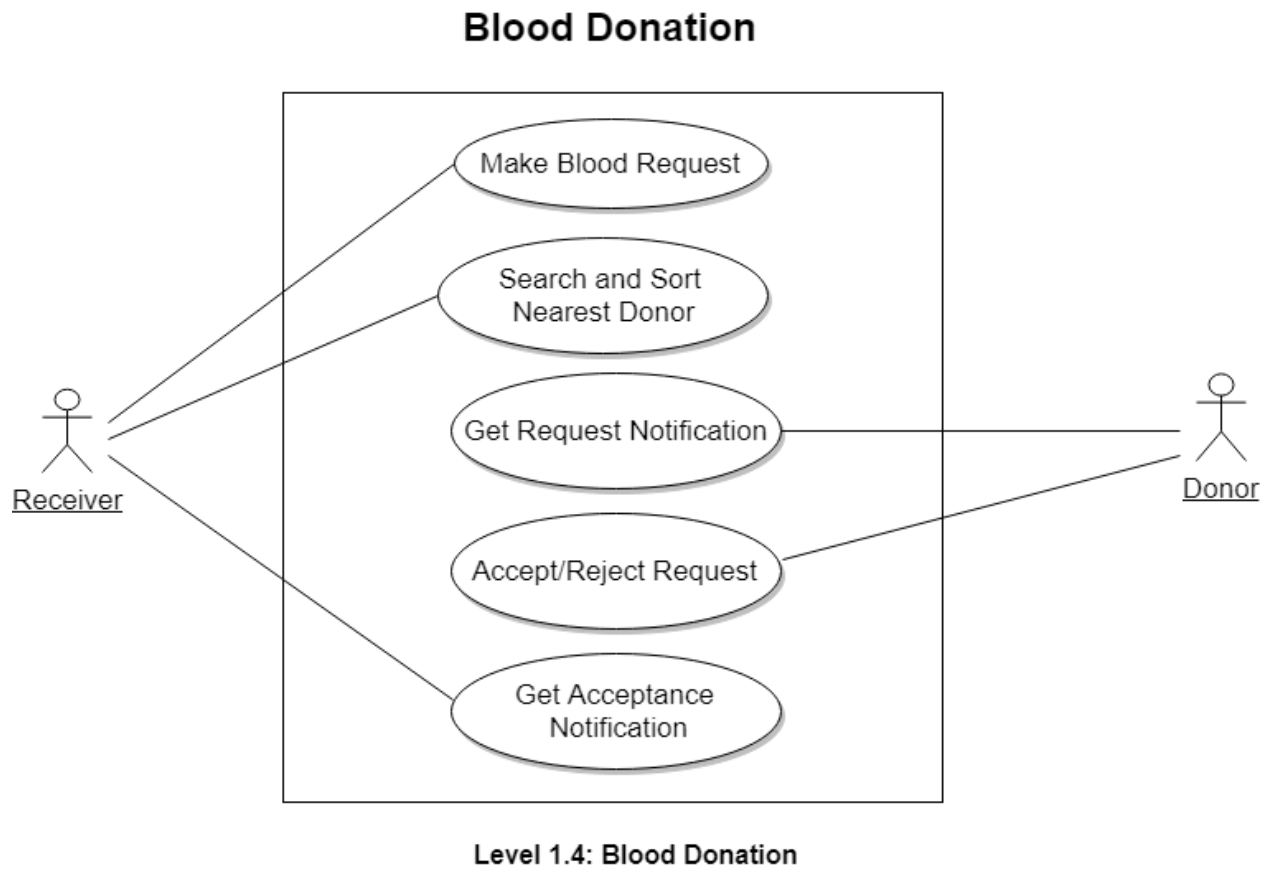 Blood Donation
Make Blood Request
Search and Sort
Nearest Donor
Get Request Notification
Receiver
Donor
Accept/Reject Request
Get Acceptance
Notification
Level 1.4: Blood Donation